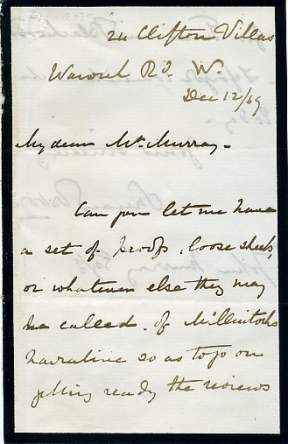 24 Clifton Villas
Warwick Rd. W.
Dec 12/69
My dear Mr. Murray -
Can you let me have
a set of proofs, loose sheets,
or whatever else they may
be called, of McClintock's
narrative so as to go on
getting ready the reviews